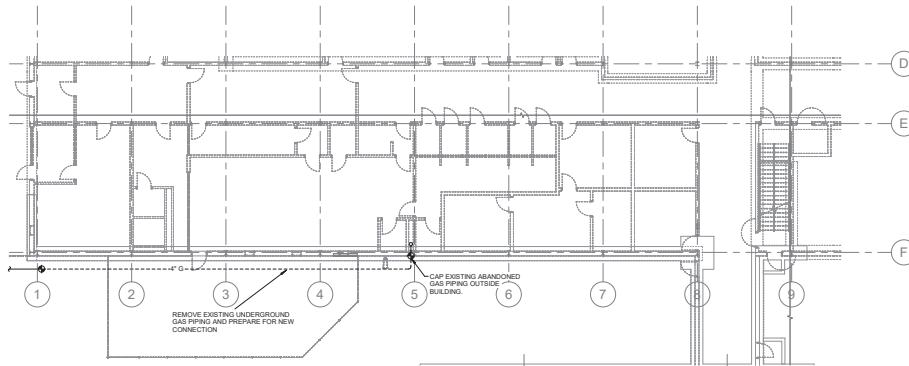 D
E
F
4" G
1
2
3
4
5
6
7
8
9
CAP EXISTING ABANDONED
GAS PIPING OUTSIDE
BUILDING.
REMOVE EXISTING UNDERGROUND
GAS PIPING AND PREPARE FOR NEW
CONNECTION